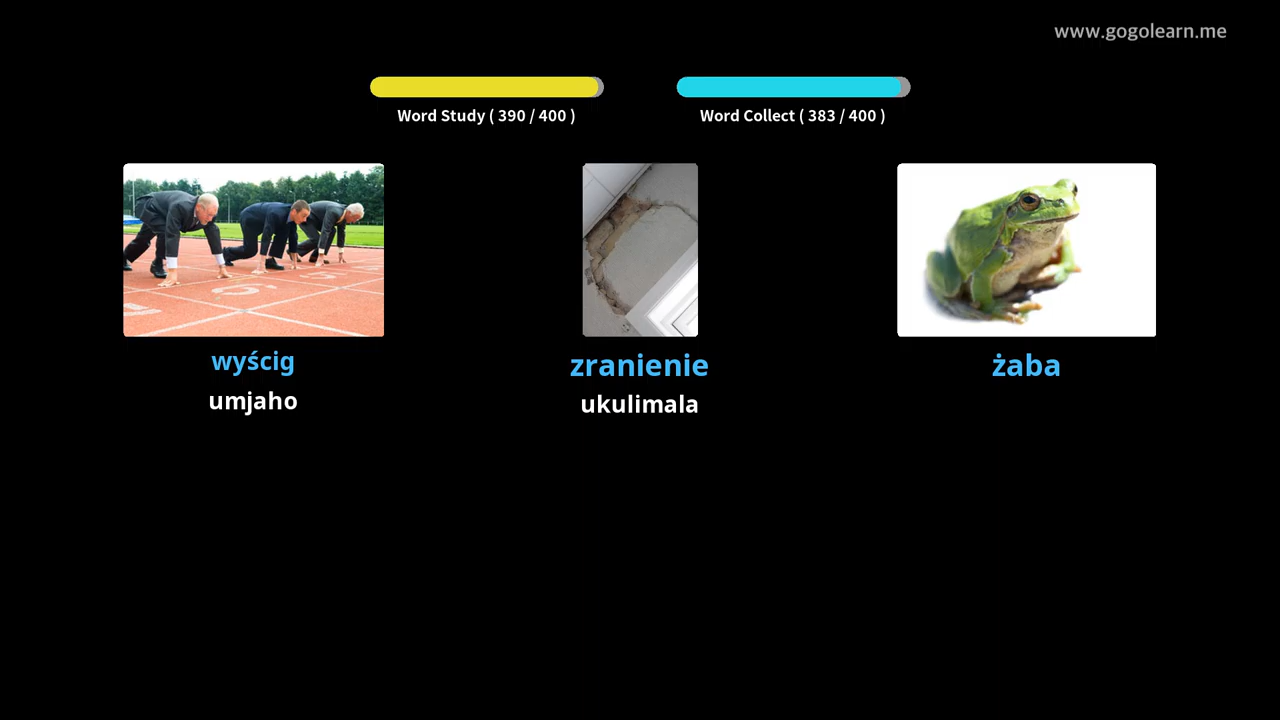 www.gogolearn.me
Word Study ( 390 / 400 )
Word Collect ( 383 / 400 )
wyścig
umjaho
zranienie
ukulimala
żaba